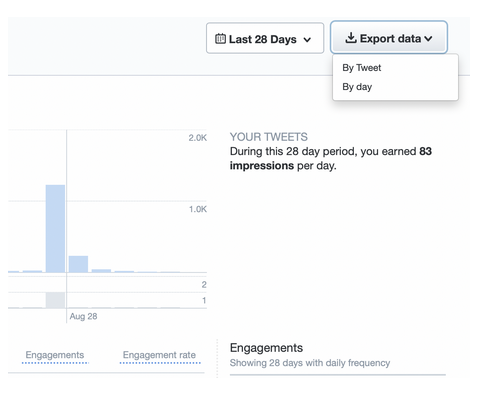 Last 28 Days
Export data
By Tweet
By day
2.0K
YOUR TWEETS
During this 28 day period, you earned 83
impressions per day.
1.0K
2
1
Aug 28
Engagements
Engagement rate
Engagements
Showing 28 days with daily frequency